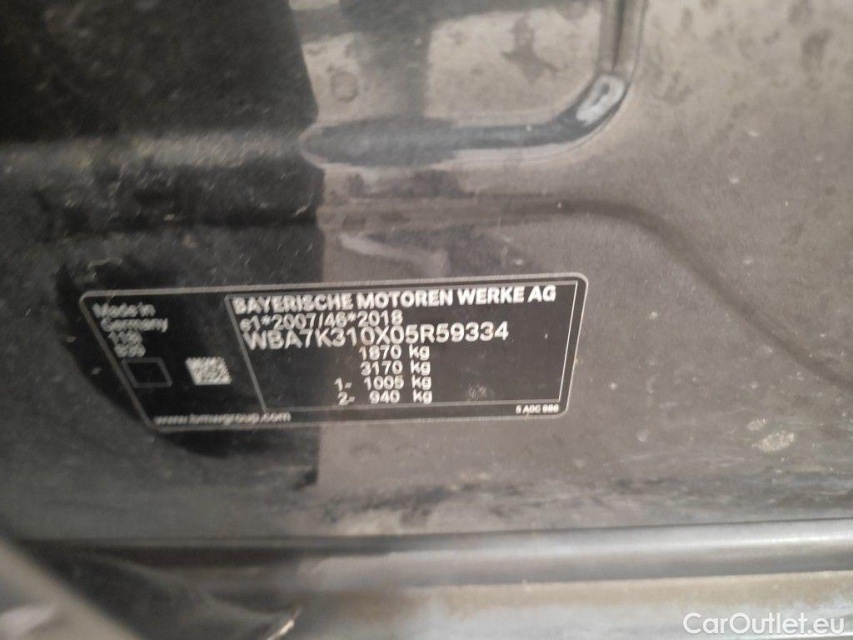 Made in
Germany
BAYERISCHE MOTOREN WERKE AG
e1*2007/46*2018
WBA7K310X05R59334
1870 kg
3170 kg
1- 1005 kg
2- 940 kg
www.bmwgroup.com
CarOutlet.eu